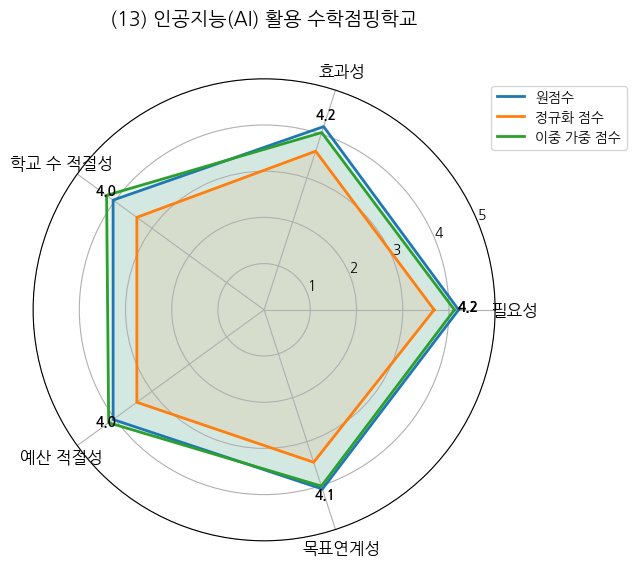 (13) 인공지능(AI) 활용 수학점핑학교
효과성
원점수
정규화 점수
이중 가중 점수
4.2
학교 수 적절성
4.0
5
4
3
2
1
4.2
필요성
4.0
예산 적절성
4.1
목표연계성